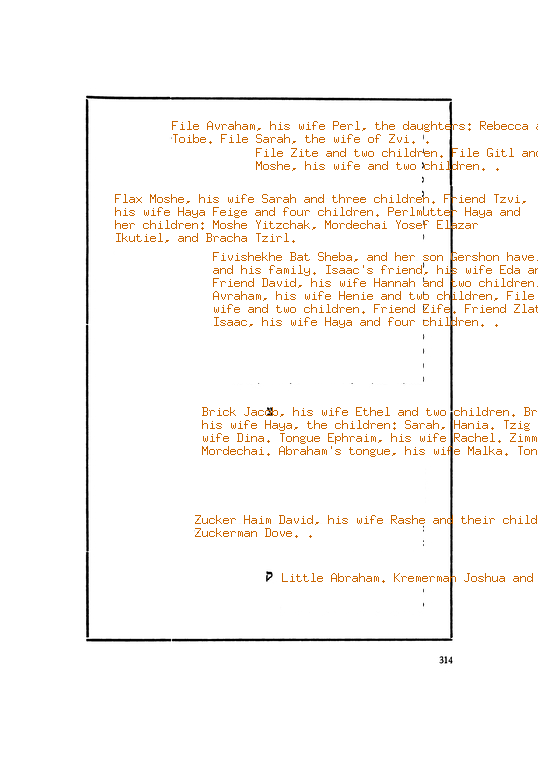 File Avraham, his wife Perl, the daughters: Rebecca a
Toibe. File Sarah, the wife of Zvi. .
File Zite and two children. File Gitl and
Moshe, his wife and two children. .
Flax Moshe, his wife Sarah and three children. Friend Tzvi,
his wife Haya Feige and four children. Perlmutter Haya and
her children: Moshe Yitzchak, Mordechai Yosef Elazar
Ikutiel, and Bracha Tzirl.
Fivishekhe Bat Sheba, and her son Gershon have.
and his family. Isaac's friend, his wife Eda an
Friend David, his wife Hannah and two children.
Avraham, his wife Henie and two children, File
wife and two children. Friend Zife. Friend Zlat
Isaac, his wife Haya and four children. .
צ
Brick Jacob, his wife Ethel and two children. Br
his wife Haya, the children: Sarah, Hania. Tzig
wife Dina. Tongue Ephraim, his wife Rachel. Zimm
Mordechai. Abraham's tongue, his wife Malka. Ton
Zucker Haim David, his wife Rashe and their child
Zuckerman Dove. .
ק Little Abraham. Kremerman Joshua and
314